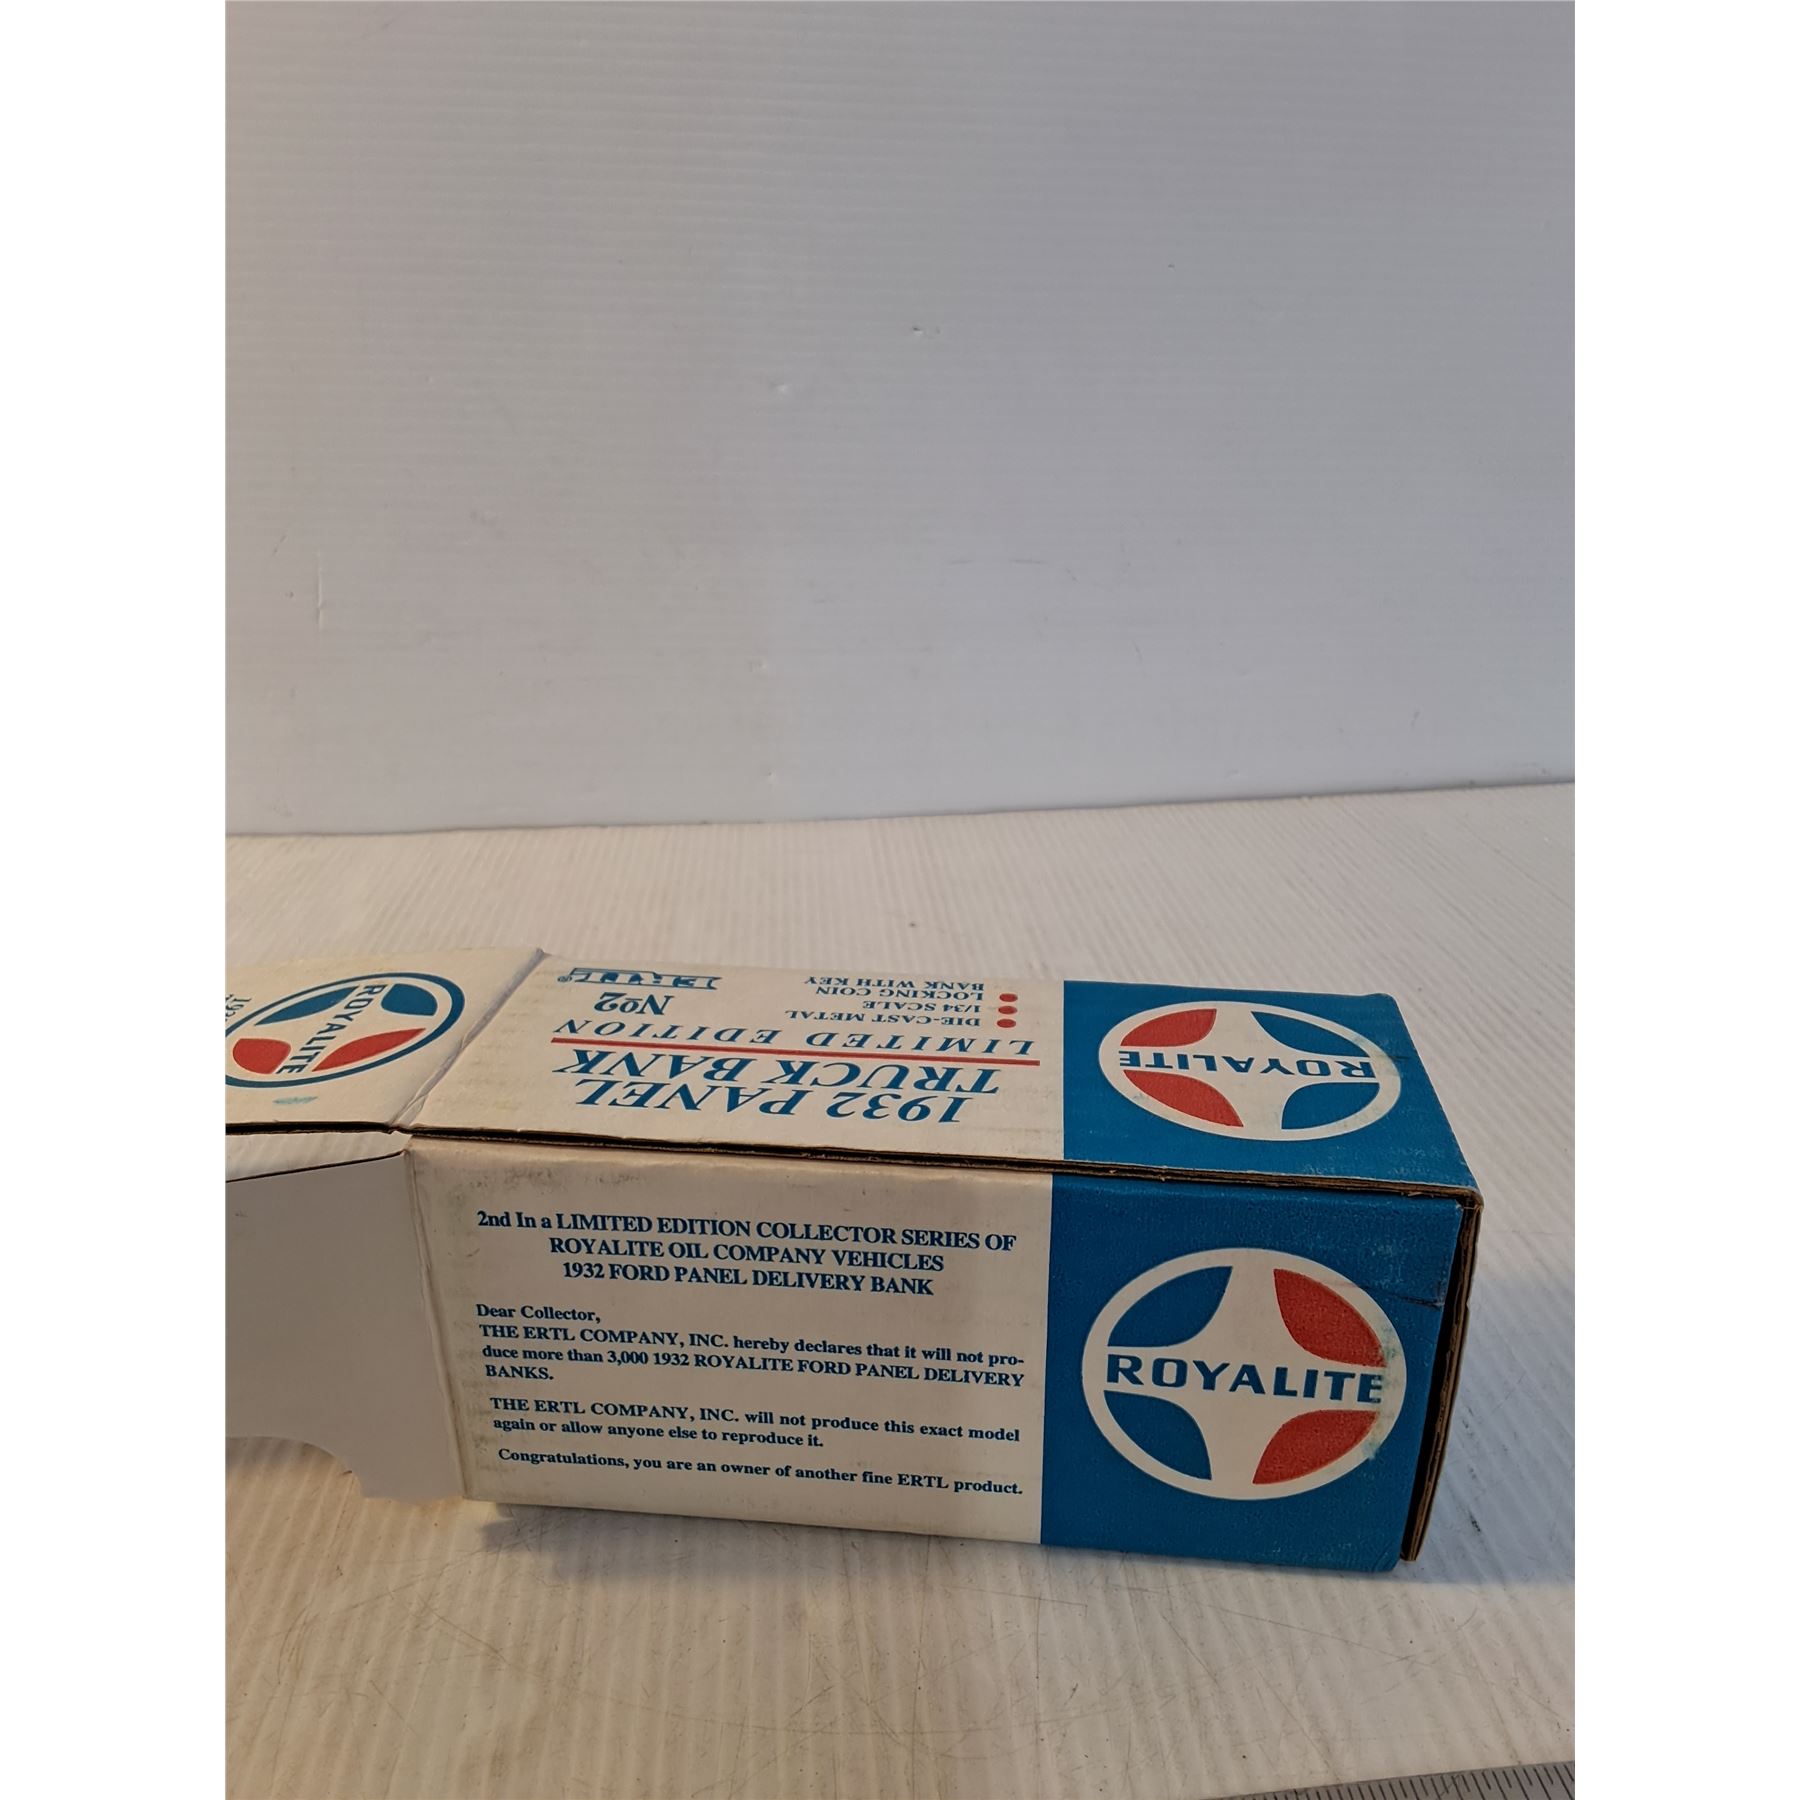 ROYALITE
193
1932 PANEL
TRUCK BANK
LIMITED EDITION
No2
ERTL®
DIE-CAST METAL
1/34 SCALE
LOCKING COIN
BANK WITH KEY
ROYALITE
2nd In a LIMITED EDITION COLLECTOR SERIES OF
ROYALITE OIL COMPANY VEHICLES
1932 FORD PANEL DELIVERY BANK
Dear Collector,
THE ERTL COMPANY, INC. hereby declares that it will not pro-
duce more than 3,000 1932 ROYALITE FORD PANEL DELIVERY
BANKS.
THE ERTL COMPANY, INC. will not produce this exact model
again or allow anyone else to reproduce it.
Congratulations, you are an owner of another fine ERTL product.
ROYALITE